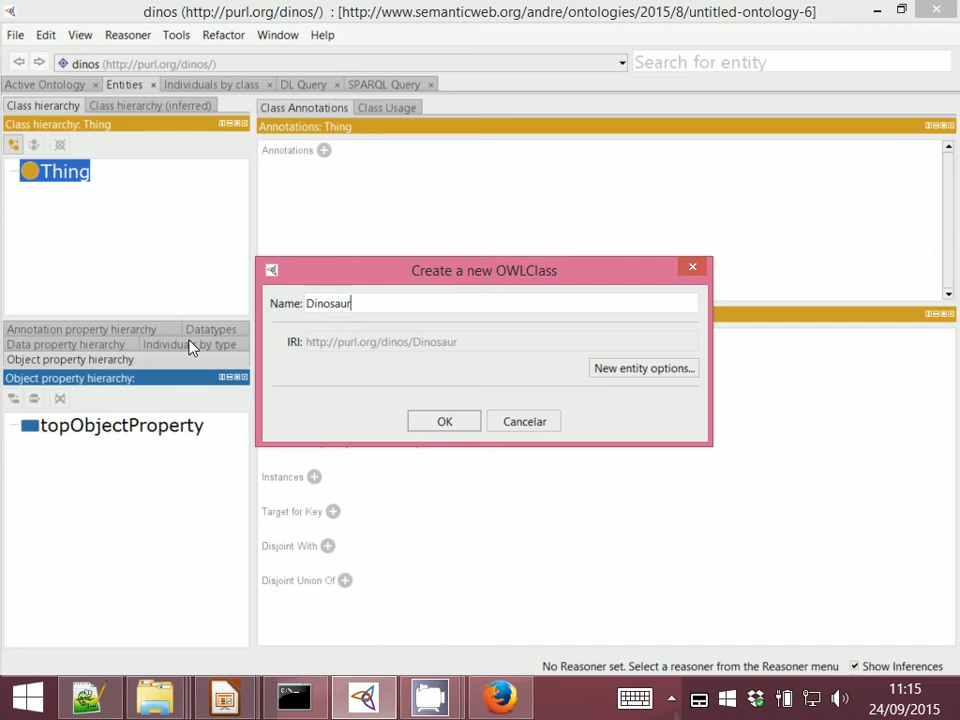 dinos (http://purl.org/dinos/) : [http://www.semanticweb.org/andre/ontologies/2015/8/untitled-ontology-6]
File Edit View Reasoner Tools Refactor Window Help
dinos (http://purl.org/dinos/) Search for entity
Active Ontology × Entities × Individuals by class × DL Query × SPARQL Query ×
Class hierarchy Class hierarchy (inferred) Class Annotations Class Usage
Class hierarchy: Thing Annotations: Thing
Annotations
Thing
Create a new OWLClass
Name: Dinosaur
IRI: http://purl.org/dinos/Dinosaur
New entity options...
OK Cancelar
Annotation property hierarchy Datatypes
Data property hierarchy Individuals by type
Object property hierarchy
Object property hierarchy:
topObjectProperty
Instances
Target for Key
Disjoint With
Disjoint Union Of
No Reasoner set. Select a reasoner from the Reasoner menu Show Inferences
11:15
24/09/2015